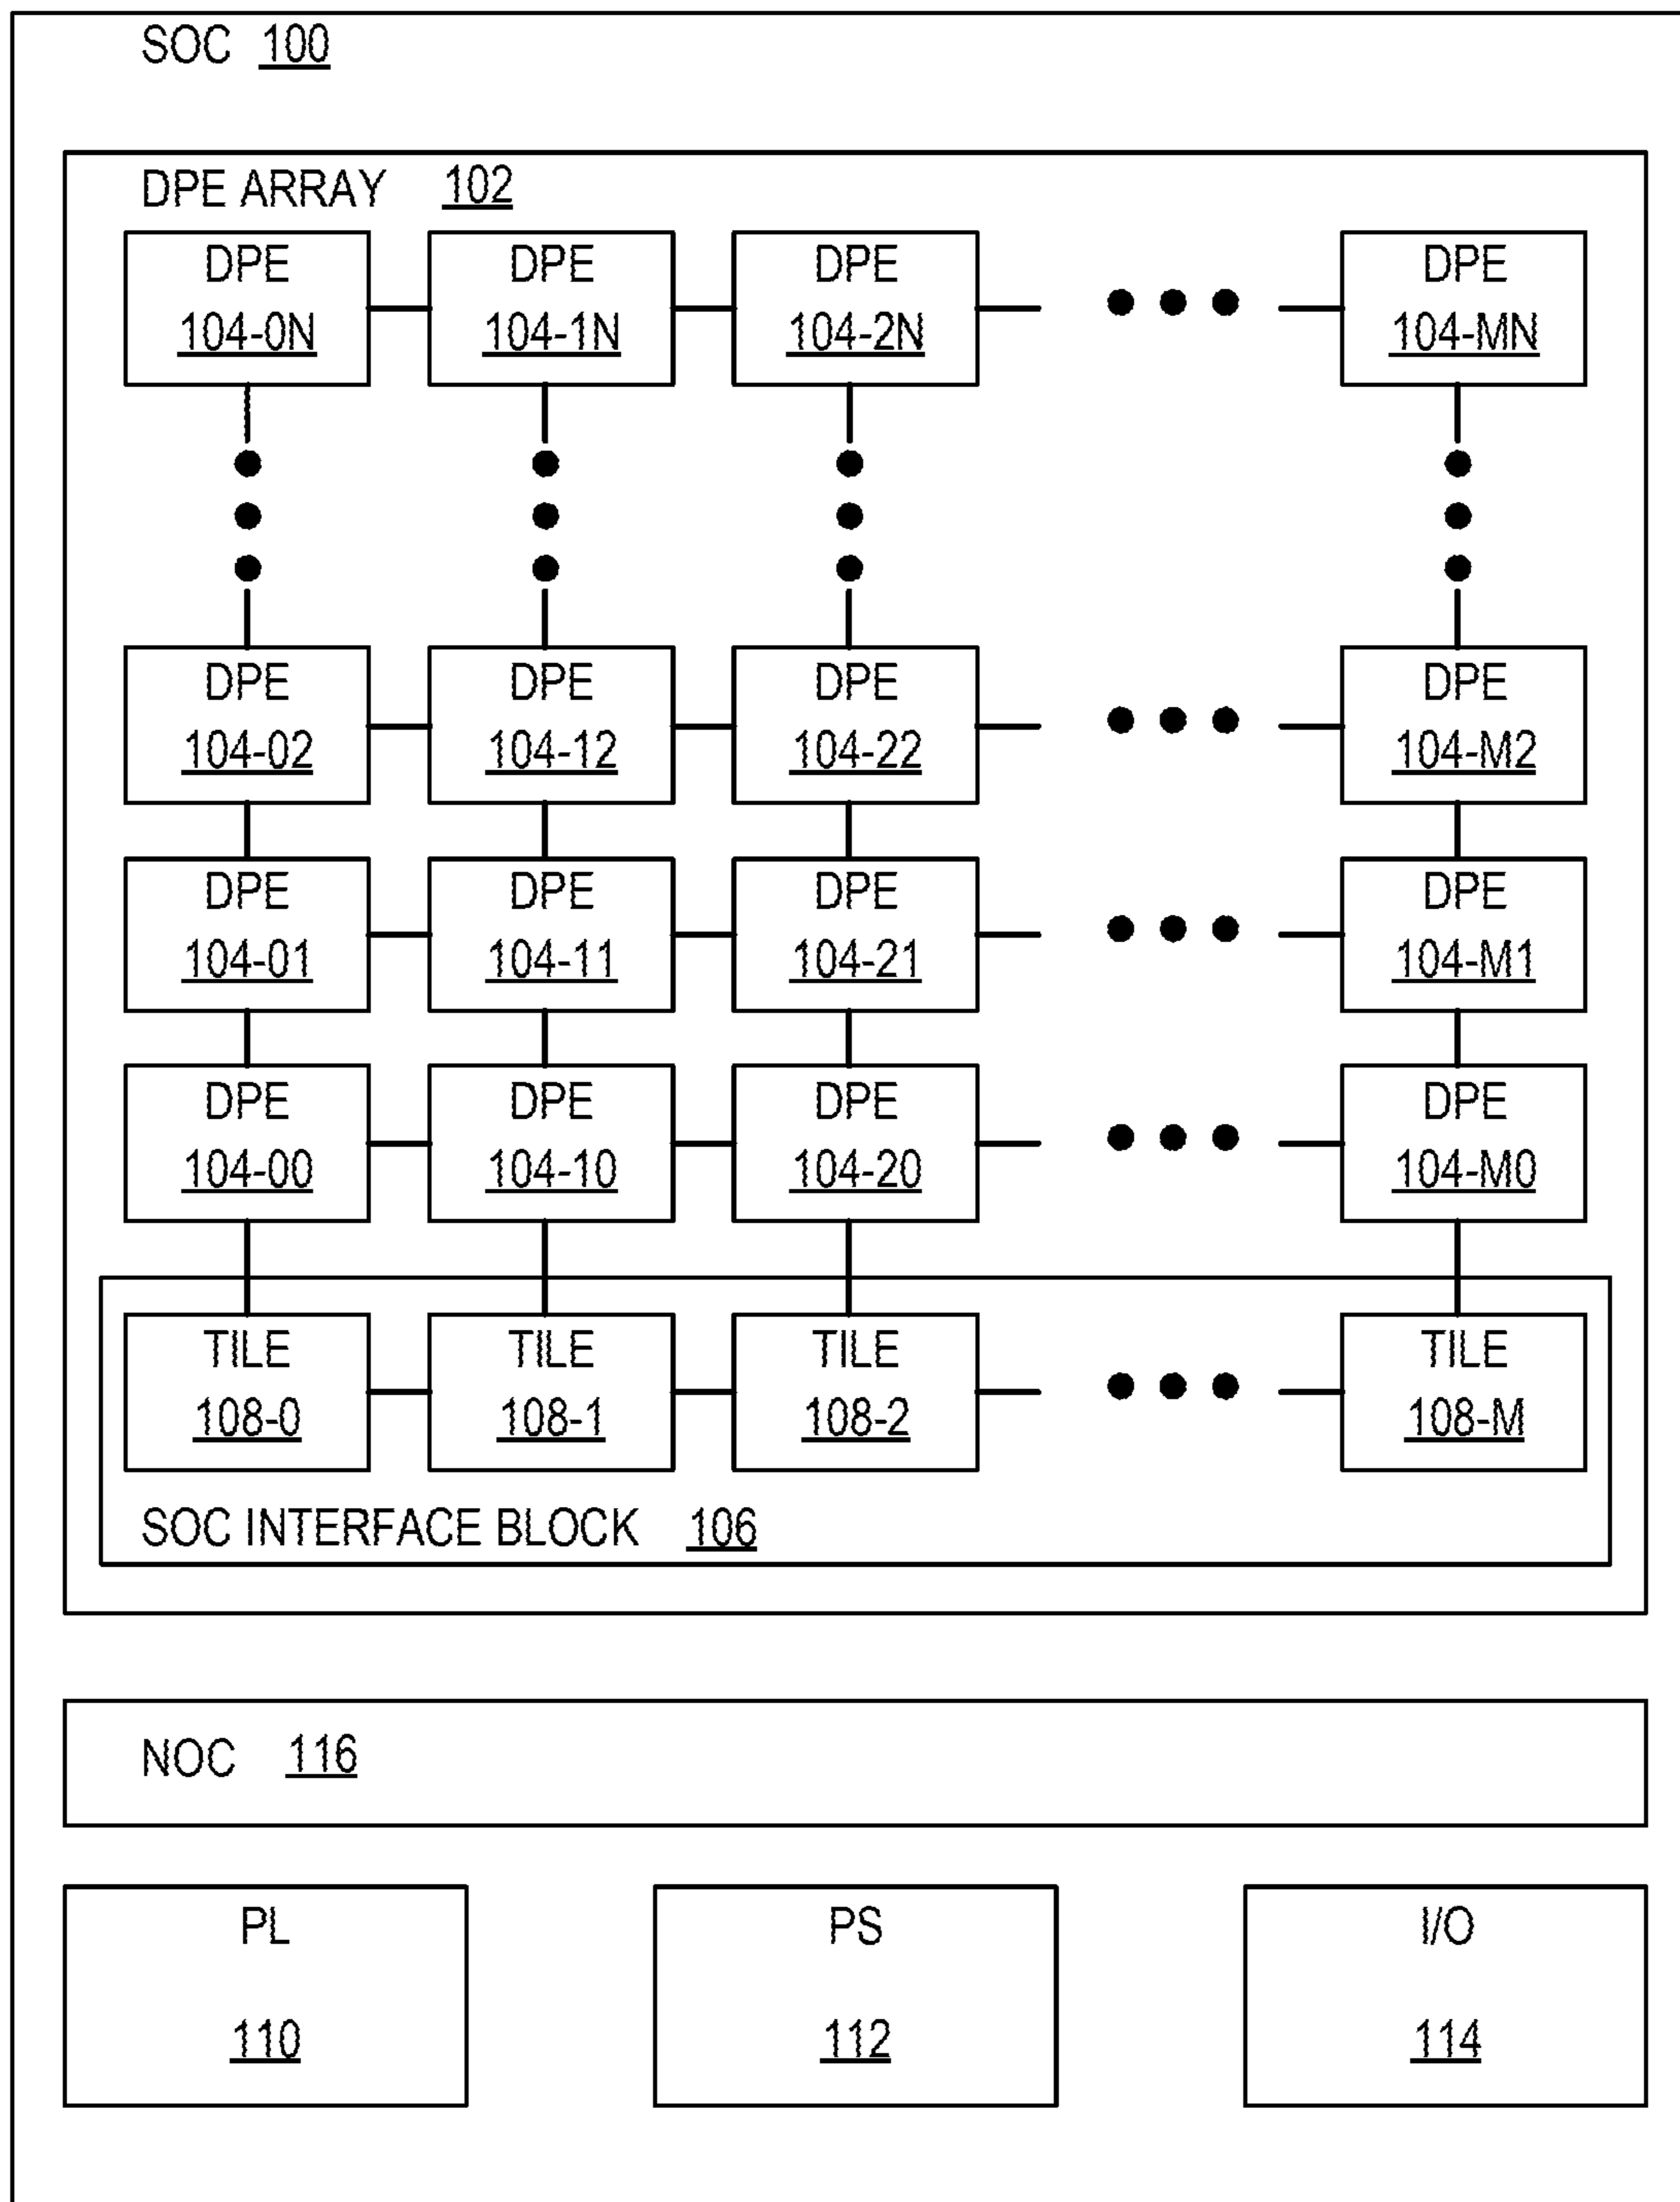 SOC 100
DPE ARRAY 102
DPE DPE DPE DPE
104-0N 104-1N 104-2N 104-MN
DPE DPE DPE DPE
104-02 104-12 104-22 104-M2
DPE DPE DPE DPE
104-01 104-11 104-21 104-M1
DPE DPE DPE DPE
104-00 104-10 104-20 104-M0
TILE TILE TILE TILE
108-0 108-1 108-2 108-M
SOC INTERFACE BLOCK 106
NOC 116
PL PS I/O
110 112 114